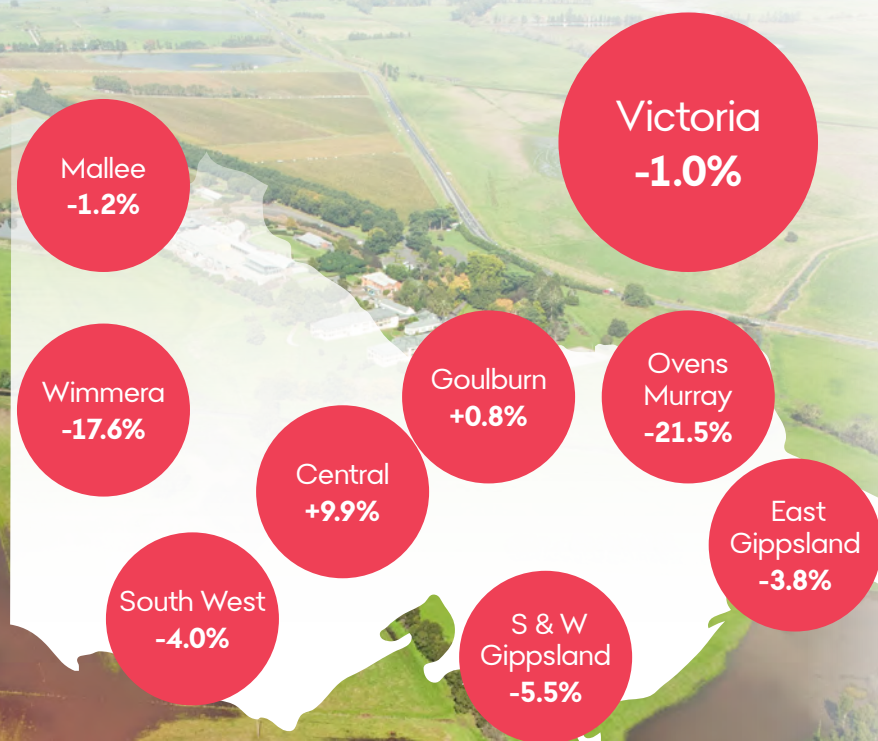 Victoria
-1.0%
Mallee
-1.2%
Wimmera
-17.6%
Goulburn
+0.8%
Ovens
Murray
-21.5%
Central
+9.9%
East
Gippsland
-3.8%
South West
-4.0%
S & W
Gippsland
-5.5%